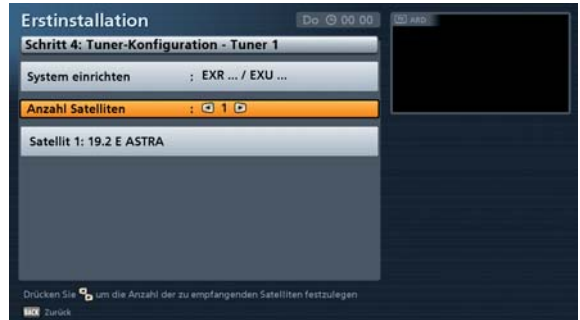 Erstinstallation
Do 00 00
ARD
Schritt 4: Tuner-Konfiguration - Tuner 1
System einrichten : EXR ... / EXU ...
Anzahl Satelliten : 1
Satellit 1: 19.2 E ASTRA
Drücken Sie um die Anzahl der zu empfangenden Satelliten festzulegen
BACK Zurück